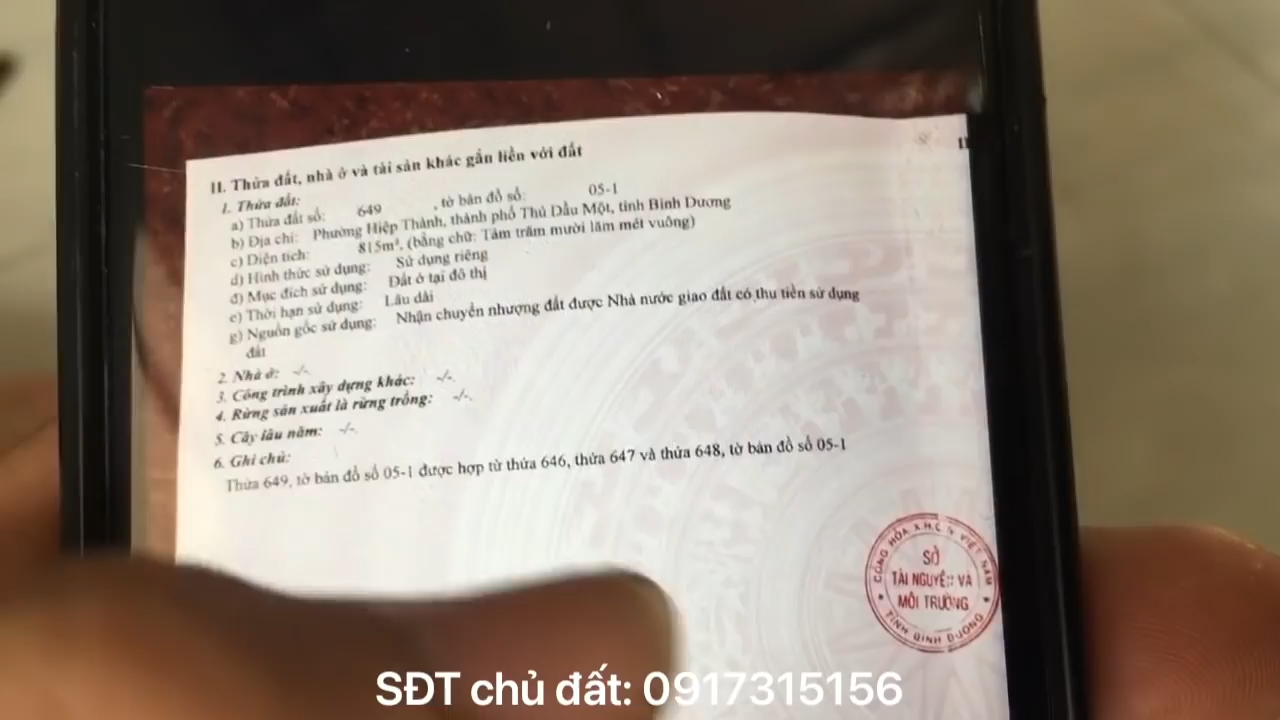 II. Thửa đất, nhà ở và tài sản khác gắn liền với đất
1. Thửa đất:
a) Thửa đất số: 649 , tờ bản đồ số: 05-1
b) Địa chỉ: Phường Hiệp Thành, thành phố Thủ Dầu Một, tỉnh Bình Dương
c) Diện tích: 815m², (bằng chữ: Tám trăm mười lăm mét vuông)
d) Hình thức sử dụng: Sử dụng riêng
đ) Mục đích sử dụng: Đất ở tại đô thị
e) Thời hạn sử dụng: Lâu dài
g) Nguồn gốc sử dụng: Nhận chuyển nhượng đất được Nhà nước giao đất có thu tiền sử dụng
đất
2. Nhà ở: -/-.
3. Công trình xây dựng khác: -/-.
4. Rừng sản xuất là rừng trồng: -/-.
5. Cây lâu năm: -/-.
6. Ghi chú:
Thửa 649, tờ bản đồ số 05-1 được hợp từ thửa 646, thửa 647 và thửa 648, tờ bản đồ số 05-1
CỘNG HÒA X.H.C.N VIỆT NAM
SỞ
TÀI NGUYÊN VÀ
MÔI TRƯỜNG
TỈNH BÌNH DƯƠNG
SĐT chủ đất: 0917315156